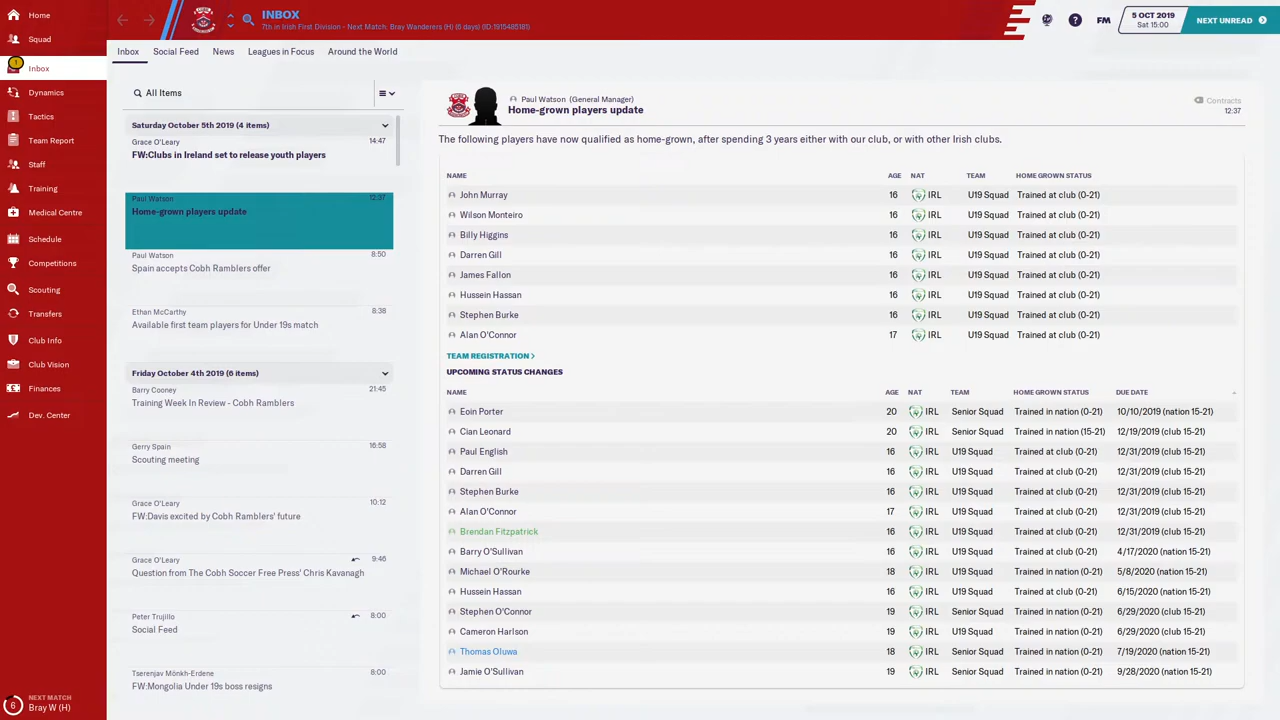 Home
Squad
1
Inbox
Dynamics
Tactics
Team Report
Staff
Training
Medical Centre
Schedule
Competitions
Scouting
Transfers
Club Info
Club Vision
Finances
Dev. Center
6
NEXT MATCH
Bray W (H)
INBOX
7th in Irish First Division • Next Match: Bray Wanderers (H) (6 days) (ID:1915485181)
?
FM
5 OCT 2019
Sat 15:00
NEXT UNREAD
Inbox
Social Feed
News
Leagues in Focus
Around the World
All Items
Saturday October 5th 2019 (4 items)
Grace O'Leary 14:47
FW:Clubs in Ireland set to release youth players
Paul Watson 12:37
Home-grown players update
Paul Watson 8:50
Spain accepts Cobh Ramblers offer
Ethan McCarthy 8:38
Available first team players for Under 19s match
Friday October 4th 2019 (6 items)
Barry Cooney 21:45
Training Week In Review - Cobh Ramblers
Gerry Spain 16:58
Scouting meeting
Grace O'Leary 10:12
FW:Davis excited by Cobh Ramblers' future
Grace O'Leary 9:46
Question from The Cobh Soccer Free Press' Chris Kavanagh
Peter Trujillo 8:00
Social Feed
Tserenjav Mönkh-Erdene 8:00
FW:Mongolia Under 19s boss resigns
Paul Watson (General Manager)
Home-grown players update
Contracts
12:37
The following players have now qualified as home-grown, after spending 3 years either with our club, or with other Irish clubs.
NAME AGE NAT TEAM HOME GROWN STATUS
John Murray 16 IRL U19 Squad Trained at club (0-21)
Wilson Monteiro 16 IRL U19 Squad Trained at club (0-21)
Billy Higgins 16 IRL U19 Squad Trained at club (0-21)
Darren Gill 16 IRL U19 Squad Trained at club (0-21)
James Fallon 16 IRL U19 Squad Trained at club (0-21)
Hussein Hassan 16 IRL U19 Squad Trained at club (0-21)
Stephen Burke 16 IRL U19 Squad Trained at club (0-21)
Alan O'Connor 17 IRL U19 Squad Trained at club (0-21)
TEAM REGISTRATION >
UPCOMING STATUS CHANGES
NAME AGE NAT TEAM HOME GROWN STATUS DUE DATE
Eoin Porter 20 IRL Senior Squad Trained in nation (0-21) 10/10/2019 (nation 15-21)
Cian Leonard 20 IRL Senior Squad Trained in nation (15-21) 12/19/2019 (club 15-21)
Paul English 16 IRL U19 Squad Trained at club (0-21) 12/31/2019 (club 15-21)
Darren Gill 16 IRL U19 Squad Trained at club (0-21) 12/31/2019 (club 15-21)
Stephen Burke 16 IRL U19 Squad Trained at club (0-21) 12/31/2019 (club 15-21)
Alan O'Connor 17 IRL U19 Squad Trained at club (0-21) 12/31/2019 (club 15-21)
Brendan Fitzpatrick 16 IRL U19 Squad Trained at club (0-21) 12/31/2019 (club 15-21)
Barry O'Sullivan 16 IRL U19 Squad Trained at club (0-21) 4/17/2020 (nation 15-21)
Michael O'Rourke 18 IRL U19 Squad Trained in nation (0-21) 5/8/2020 (nation 15-21)
Hussein Hassan 16 IRL U19 Squad Trained at club (0-21) 6/15/2020 (nation 15-21)
Stephen O'Connor 19 IRL Senior Squad Trained in nation (0-21) 6/29/2020 (club 15-21)
Cameron Harlson 19 IRL U19 Squad Trained in nation (0-21) 6/29/2020 (club 15-21)
Thomas Oluwa 18 IRL Senior Squad Trained in nation (0-21) 7/19/2020 (nation 15-21)
Jamie O'Sullivan 19 IRL Senior Squad Trained in nation (0-21) 9/28/2020 (nation 15-21)